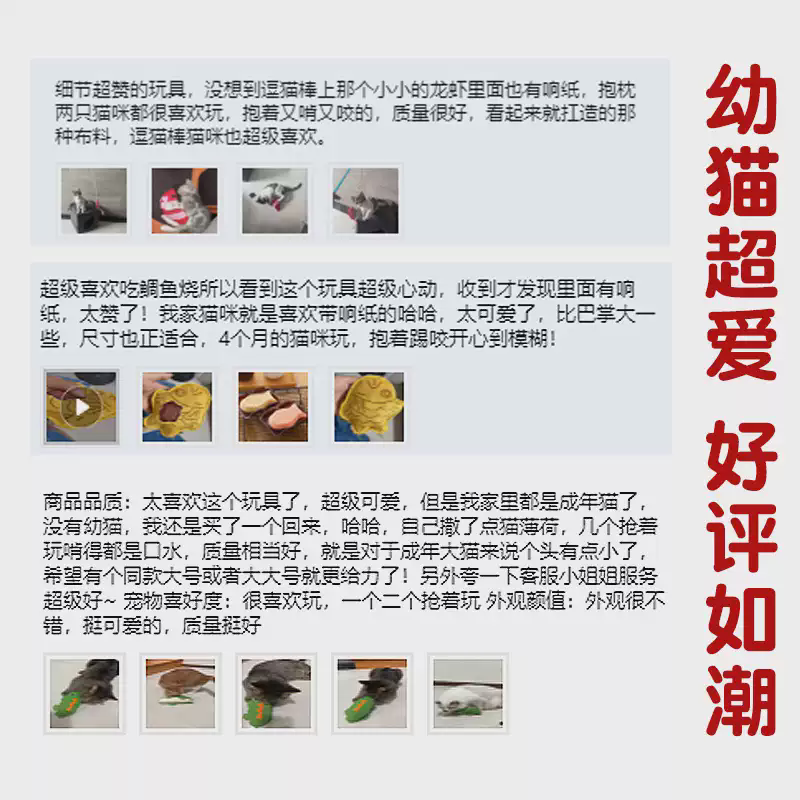 细节超赞的玩具，没想到逗猫棒上那个小小的龙虾里面也有响纸，抱枕
两只猫咪都很喜欢玩，抱着又啃又咬的，质量很好，看起来就扛造的那
种布料，逗猫棒猫咪也超级喜欢。
超级喜欢吃鲷鱼烧所以看到这个玩具超级心动，收到才发现里面有响
纸，太赞了！我家猫咪就是喜欢带响纸的哈哈，太可爱了，比巴掌大一
些，尺寸也正适合，4个月的猫咪玩，抱着踢咬开心到模糊！
商品品质：太喜欢这个玩具了，超级可爱，但是我家里都是成年猫了，
没有幼猫，我还是买了一个回来，哈哈，自己撒了点猫薄荷，几个抢着
玩啃得都是口水，质量相当好，就是对于成年大猫来说个头有点小了，
希望有个同款大号或者大大号就更给力了！另外夸一下客服小姐姐服务
超级好~ 宠物喜好度：很喜欢玩，一个二个抢着玩 外观颜值：外观很不
错，挺可爱的，质量挺好
幼猫超爱 好评如潮